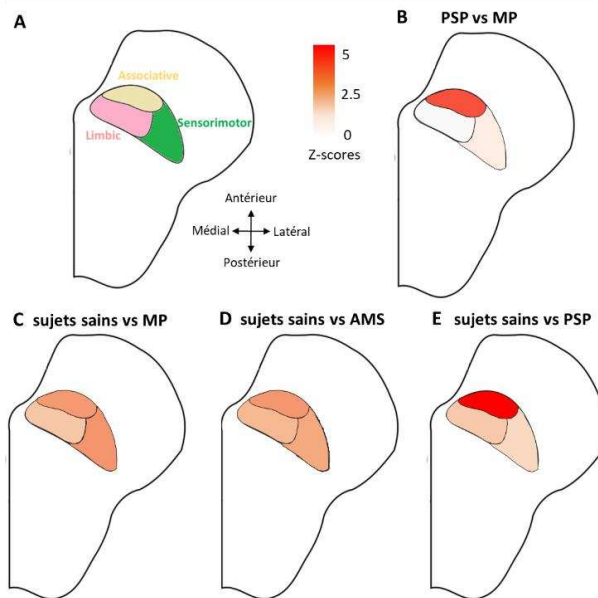 A
Associative
Sensorimotor
Limbic
Antérieur
Médial
Latéral
Postérieur
5
2.5
0
Z-scores
B PSP vs MP
C sujets sains vs MP
D sujets sains vs AMS
E sujets sains vs PSP